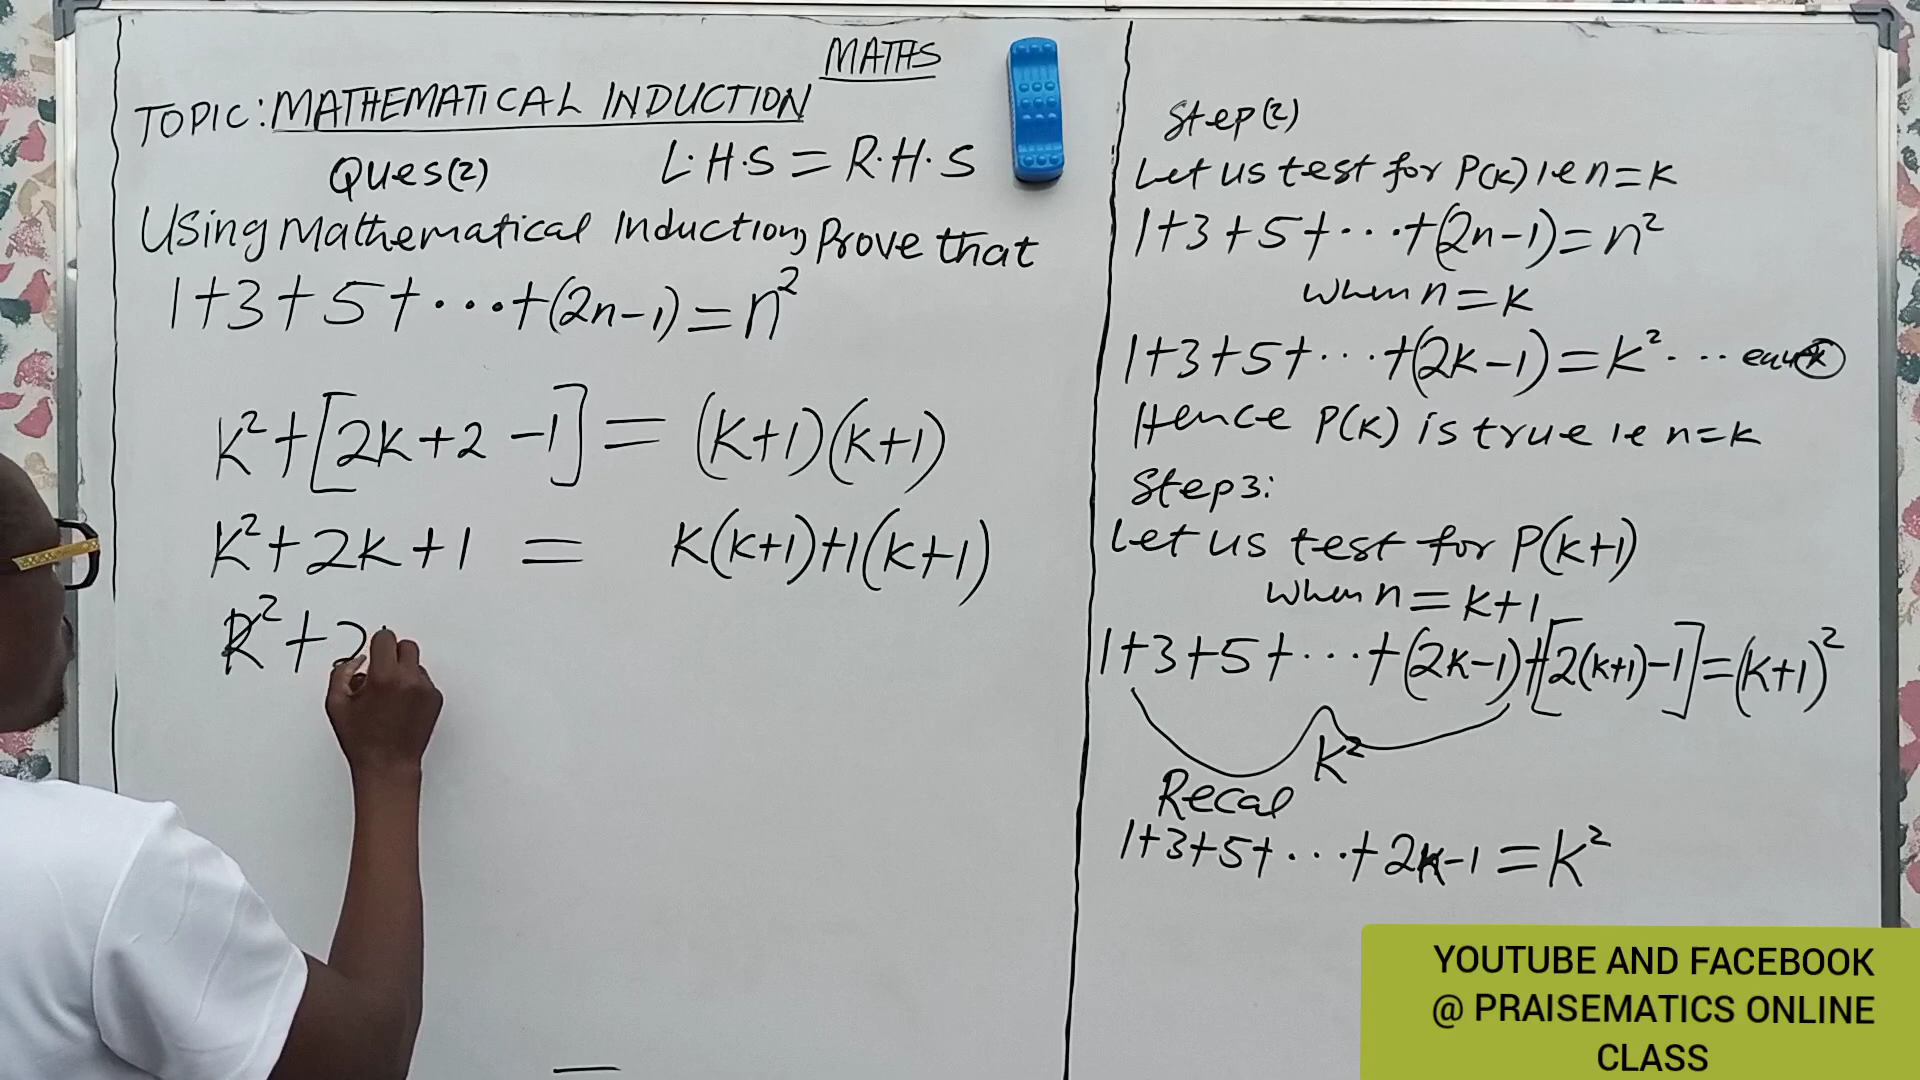 MATHS
TOPIC: MATHEMATICAL INDUCTION
QUES(2) L.H.S = R.H.S
Using Mathematical Induction, Prove that
1+3+5+...+(2n-1)=n²
k²+[2k+2-1]=(k+1)(k+1)
k²+2k+1 = k(k+1)+1(k+1)
k²+2
Step(2)
Let us test for P(k) ie n=k
1+3+5+...+(2n-1)=n²
when n=k
1+3+5+...+(2k-1)=k²...
Hence P(k) is true ie n=k
Step3:
Let us test for P(k+1)
when n=k+1
1+3+5+...+(2k-1)+[2(k+1)-1]=(k+1)²
k²
Recal
1+3+5+...+2k-1=k²
YOUTUBE AND FACEBOOK
@ PRAISEMATICS ONLINE
CLASS